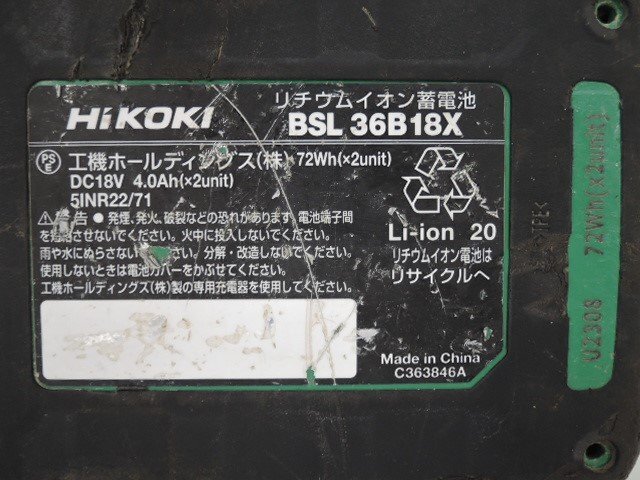 HiKOKI
リチウムイオン蓄電池
BSL 36B18X
PS
E
工機ホールディングス(株) 72Wh(×2unit)
DC18V 4.0Ah(×2unit)
5INR22/71
⚠警告 ● 発煙、発火、破裂などの恐れがあります。電池端子間
を短絡させないでください。火中に投入しないでください。
雨や水にぬらさないでください。分解・改造しないでください。
使用しないときは電池カバーをかぶせてください。
工機ホールディングス(株)製の専用充電器を使用してください。
Li-ion 20
リチウムイオン電池は
リサイクルへ
Made in China
C363846A
U2308 72Wh(×2unit)